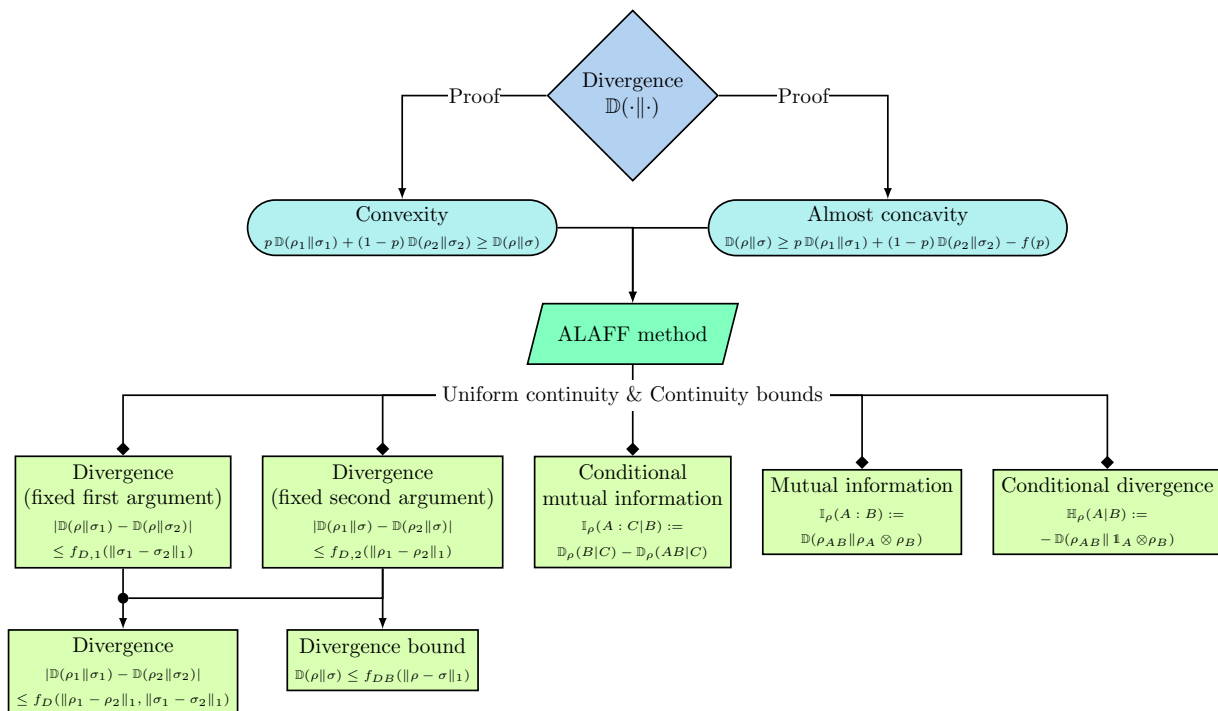 Divergence
𝔻(·∥·)
Proof
Proof
Convexity
p 𝔻(ρ₁∥σ₁) + (1 − p) 𝔻(ρ₂∥σ₂) ≥ 𝔻(ρ∥σ)
Almost concavity
𝔻(ρ∥σ) ≥ p 𝔻(ρ₁∥σ₁) + (1 − p) 𝔻(ρ₂∥σ₂) − f(p)
ALAFF method
Uniform continuity & Continuity bounds
Divergence
(fixed first argument)
|𝔻(ρ∥σ₁) − 𝔻(ρ∥σ₂)|
≤ f_{D,1}(∥σ₁ − σ₂∥₁)
Divergence
(fixed second argument)
|𝔻(ρ₁∥σ) − 𝔻(ρ₂∥σ)|
≤ f_{D,2}(∥ρ₁ − ρ₂∥₁)
Conditional
mutual information
𝕀_ρ(A : C|B) :=
𝔻_ρ(B|C) − 𝔻_ρ(AB|C)
Mutual information
𝕀_ρ(A : B) :=
𝔻(ρ_{AB}∥ρ_A ⊗ ρ_B)
Conditional divergence
ℍ_ρ(A|B) :=
− 𝔻(ρ_{AB}∥ 𝟙_A ⊗ρ_B)
Divergence
|𝔻(ρ₁∥σ₁) − 𝔻(ρ₂∥σ₂)|
≤ f_D(∥ρ₁ − ρ₂∥₁, ∥σ₁ − σ₂∥₁)
Divergence bound
𝔻(ρ∥σ) ≤ f_{DB}(∥ρ − σ∥₁)